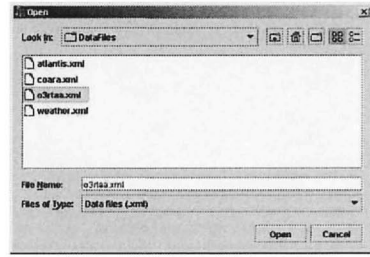 Open
Look In: DataFiles
atlantis.xml
coara.xml
o3rtaa.xml
weather.xml
File Name: o3rtaa.xml
Files of Type: Data files (.xml)
Open Cancel